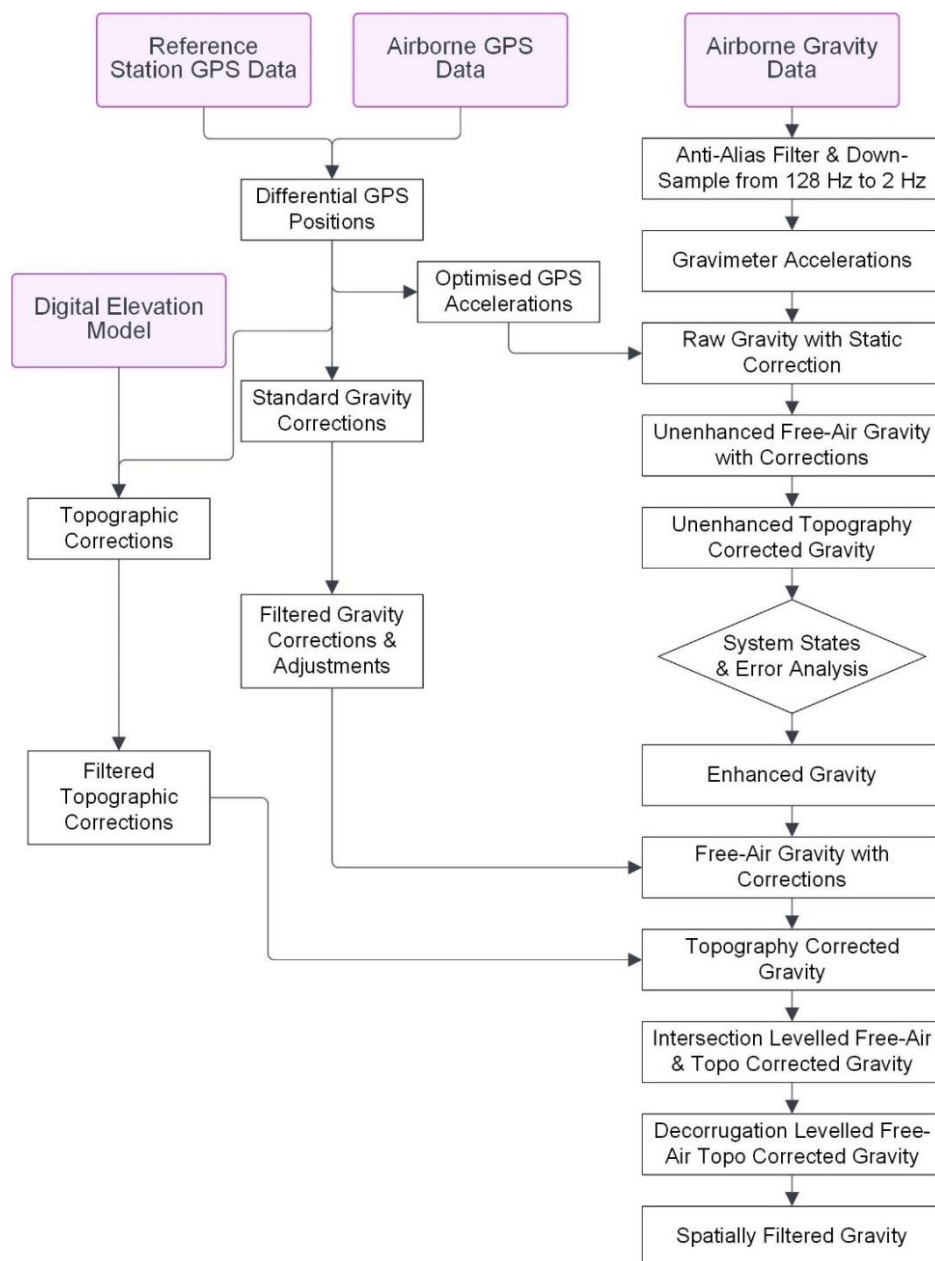 Reference
Station GPS Data
Airborne GPS
Data
Airborne Gravity
Data
Anti-Alias Filter & Down-
Sample from 128 Hz to 2 Hz
Differential GPS
Positions
Gravimeter Accelerations
Optimised GPS
Accelerations
Digital Elevation
Model
Raw Gravity with Static
Correction
Standard Gravity
Corrections
Unenhanced Free-Air Gravity
with Corrections
Topographic
Corrections
Unenhanced Topography
Corrected Gravity
Filtered Gravity
Corrections &
Adjustments
System States
& Error Analysis
Filtered
Topographic
Corrections
Enhanced Gravity
Free-Air Gravity with
Corrections
Topography Corrected
Gravity
Intersection Levelled Free-Air
& Topo Corrected Gravity
Decorrugation Levelled Free-
Air Topo Corrected Gravity
Spatially Filtered Gravity